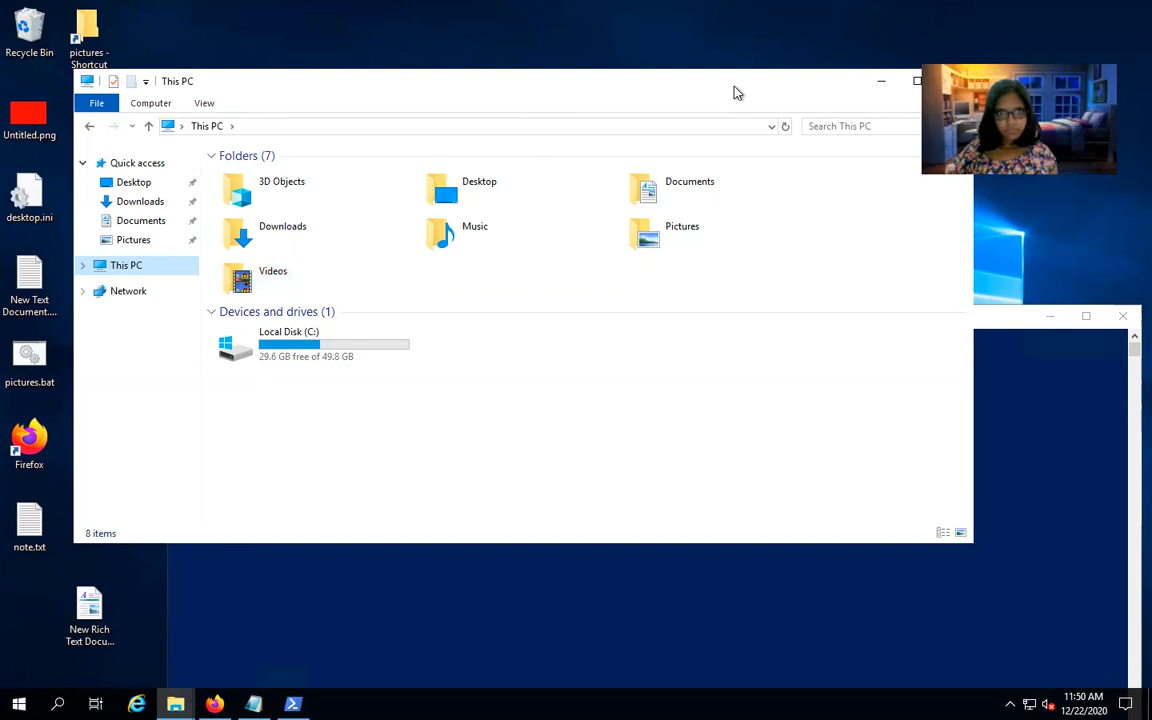 Recycle Bin
pictures -
Shortcut
Untitled.png
desktop.ini
New Text
Document....
pictures.bat
Firefox
note.txt
New Rich
Text Docu...
This PC
File
Computer
View
This PC
Search This PC
Quick access
Desktop
Downloads
Documents
Pictures
This PC
Network
Folders (7)
3D Objects
Desktop
Documents
Downloads
Music
Pictures
Videos
Devices and drives (1)
Local Disk (C:)
29.6 GB free of 49.8 GB
8 items
11:50 AM
12/22/2020